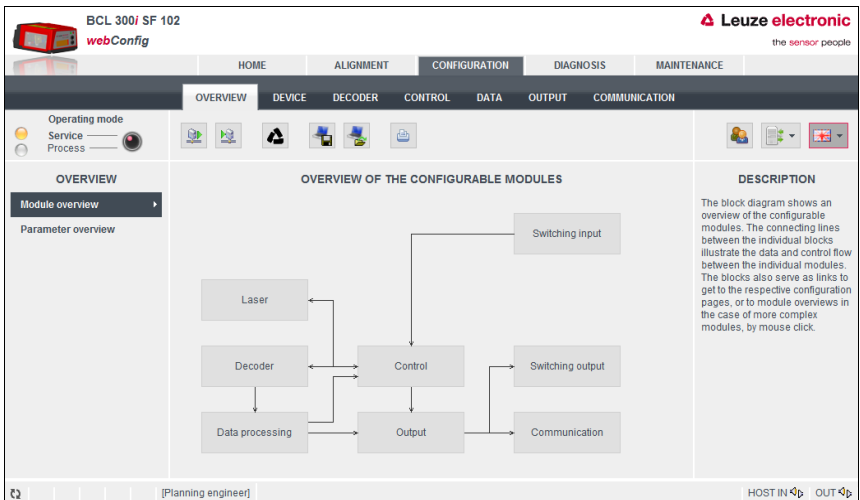 BCL 300i SF 102
webConfig
Leuze electronic
the sensor people
HOME ALIGNMENT CONFIGURATION DIAGNOSIS MAINTENANCE
OVERVIEW DEVICE DECODER CONTROL DATA OUTPUT COMMUNICATION
Operating mode
Service
Process
OVERVIEW
Module overview
Parameter overview
OVERVIEW OF THE CONFIGURABLE MODULES
Switching input
Laser
Decoder
Control
Switching output
Data processing
Output
Communication
DESCRIPTION
The block diagram shows an
overview of the configurable
modules. The connecting lines
between the individual blocks
illustrate the data and control flow
between the individual modules.
The blocks also serve as links to
get to the respective configuration
pages, or to module overviews in
the case of more complex
modules, by mouse click.
[Planning engineer]
HOST IN OUT